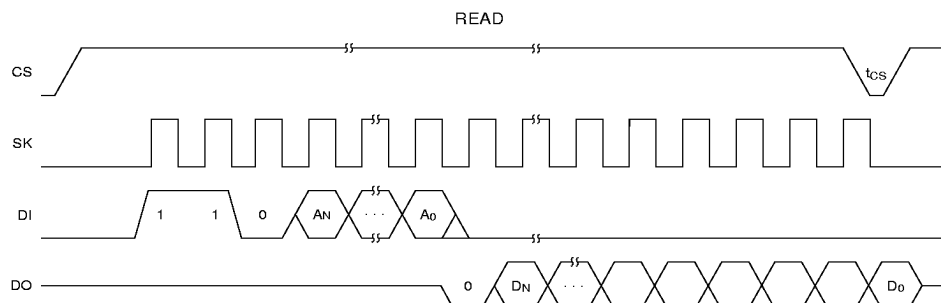 READ
CS
tCS
SK
DI 1 1 0 AN ... A0
DO 0 DN ... D0